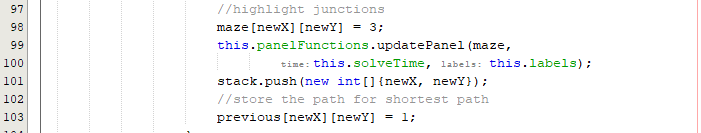 97 //highlight junctions
98 maze[newX][newY] = 3;
99 this.panelFunctions.updatePanel(maze,
100 time: this.solveTime, labels: this.labels);
101 stack.push(new int[]{newX, newY});
102 //store the path for shortest path
103 previous[newX][newY] = 1;